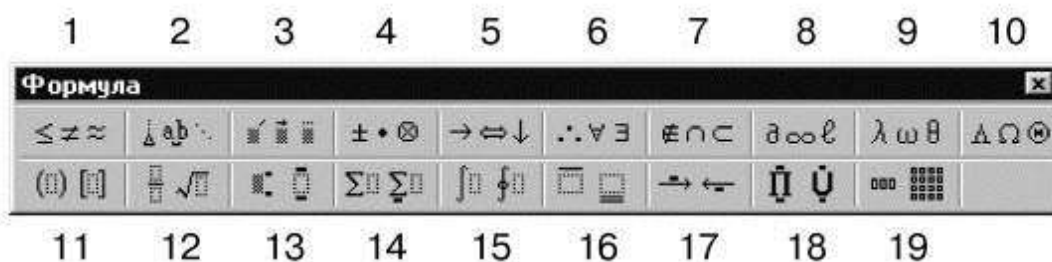 1 2 3 4 5 6 7 8 9 10
Формула
≤ ≠ ≈ a͎b ⋱ ± • ⊗ → ⇔ ↓ ∴ ∀ ∃ ∉ ∩ ⊂ ∂ ∞ ℓ λ ω θ Λ Ω Θ
(▯) [▯] √▯ Σ▯ Σ▯ ∫▯ ∮▯ Π Ụ
11 12 13 14 15 16 17 18 19